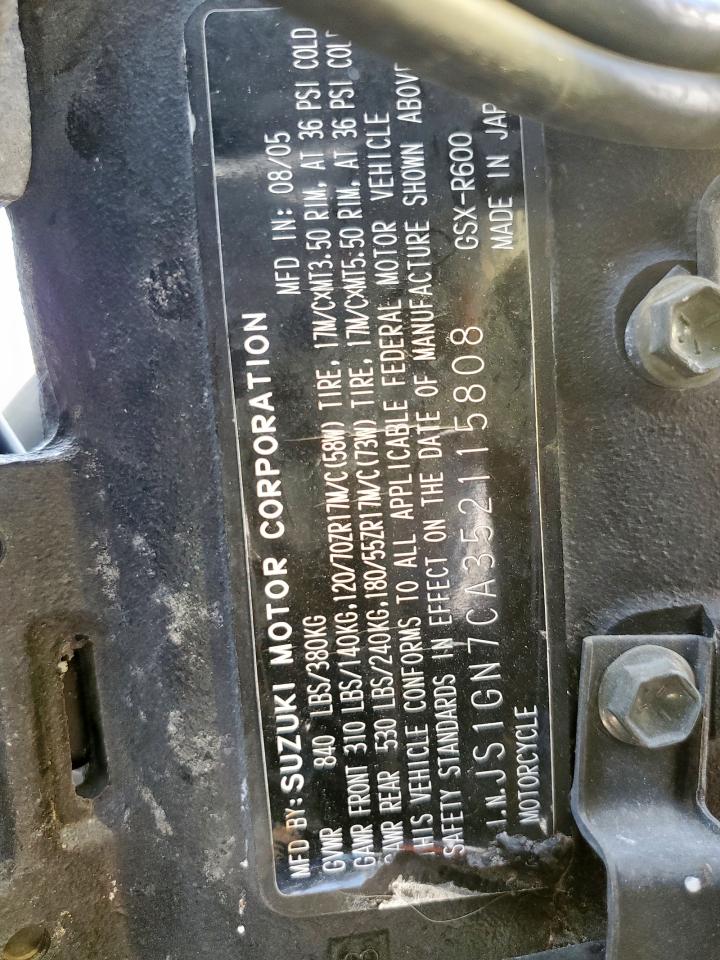 MFD BY: SUZUKI MOTOR CORPORATION
GVWR 840 LBS/380KG MFD IN: 08/05
GAWR FRONT 310 LBS/140KG,120/70ZR17M/C(58W) TIRE, 17M/CXMT3.50 RIM, AT 36 PSI COLD
GAWR REAR 530 LBS/240KG,180/55ZR17M/C(73W) TIRE, 17M/CXMT5.50 RIM, AT 36 PSI COL
THIS VEHICLE CONFORMS TO ALL APPLICABLE FEDERAL MOTOR VEHICLE
SAFETY STANDARDS IN EFFECT ON THE DATE OF MANUFACTURE SHOWN ABOVE
I.N. JS1GN7CA352115808 GSX-R600
MOTORCYCLE MADE IN JAP